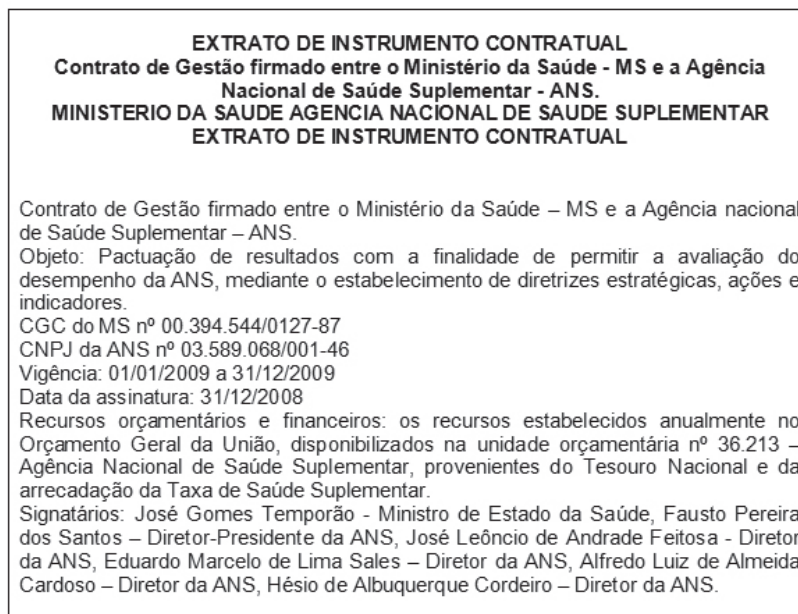 EXTRATO DE INSTRUMENTO CONTRATUAL
Contrato de Gestão firmado entre o Ministério da Saúde - MS e a Agência
Nacional de Saúde Suplementar - ANS.
MINISTERIO DA SAUDE AGENCIA NACIONAL DE SAUDE SUPLEMENTAR
EXTRATO DE INSTRUMENTO CONTRATUAL
Contrato de Gestão firmado entre o Ministério da Saúde – MS e a Agência nacional
de Saúde Suplementar – ANS.
Objeto: Pactuação de resultados com a finalidade de permitir a avaliação do
desempenho da ANS, mediante o estabelecimento de diretrizes estratégicas, ações e
indicadores.
CGC do MS nº 00.394.544/0127-87
CNPJ da ANS nº 03.589.068/001-46
Vigência: 01/01/2009 a 31/12/2009
Data da assinatura: 31/12/2008
Recursos orçamentários e financeiros: os recursos estabelecidos anualmente no
Orçamento Geral da União, disponibilizados na unidade orçamentária nº 36.213 –
Agência Nacional de Saúde Suplementar, provenientes do Tesouro Nacional e da
arrecadação da Taxa de Saúde Suplementar.
Signatários: José Gomes Temporão - Ministro de Estado da Saúde, Fausto Pereira
dos Santos – Diretor-Presidente da ANS, José Leôncio de Andrade Feitosa - Diretor
da ANS, Eduardo Marcelo de Lima Sales – Diretor da ANS, Alfredo Luiz de Almeida
Cardoso – Diretor da ANS, Hésio de Albuquerque Cordeiro – Diretor da ANS.